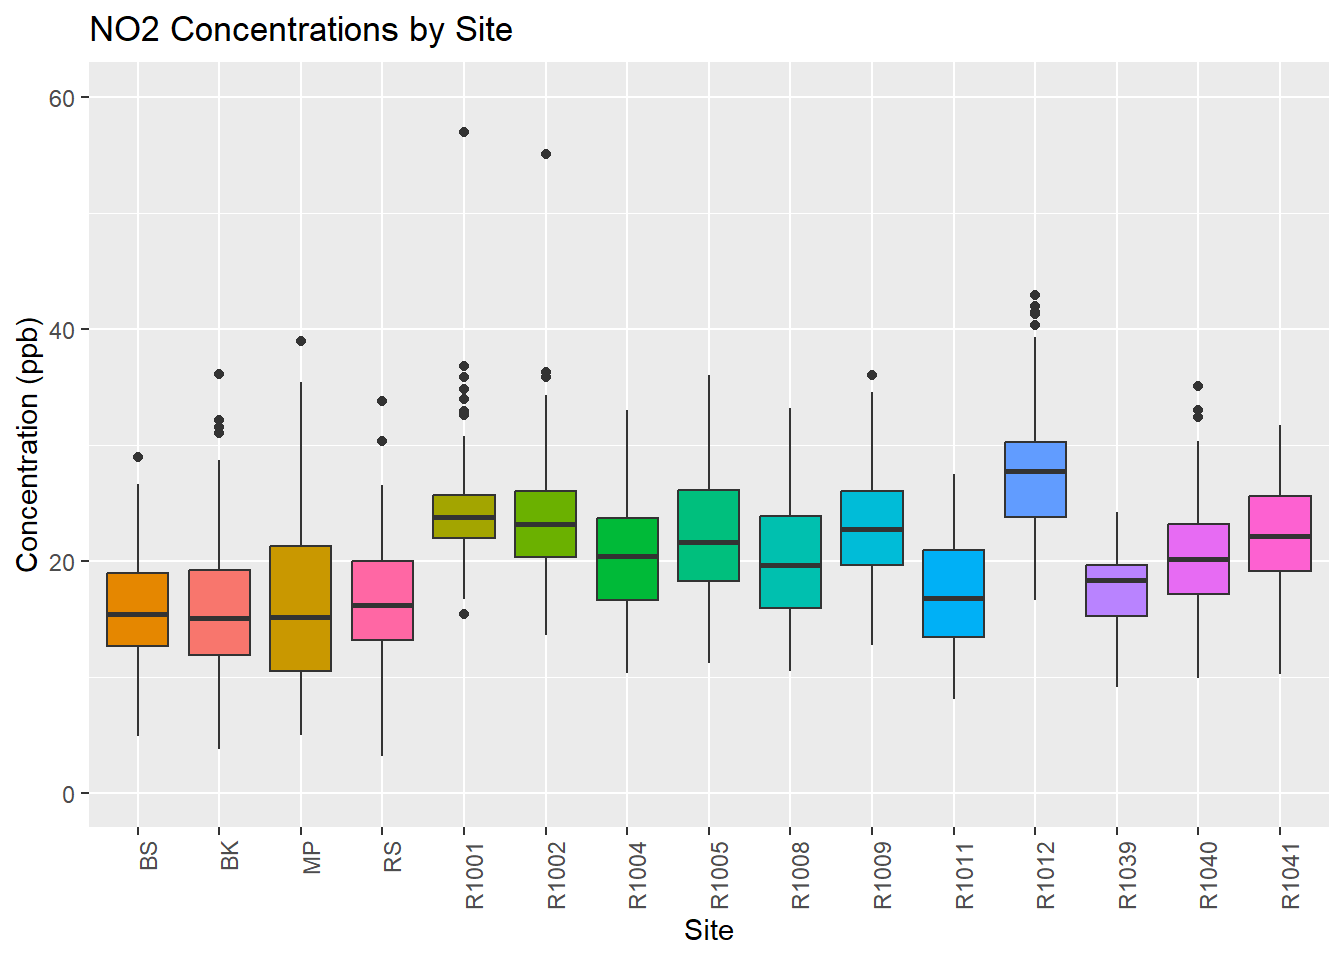 NO2 Concentrations by Site
Concentration (ppb)
60
40
20
0
BS
BK
MP
RS
R1001
R1002
R1004
R1005
R1008
R1009
R1011
R1012
R1039
R1040
R1041
Site